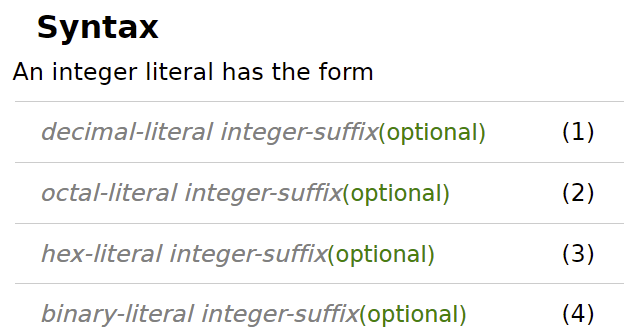 Syntax
An integer literal has the form
decimal-literal integer-suffix(optional) (1)
octal-literal integer-suffix(optional) (2)
hex-literal integer-suffix(optional) (3)
binary-literal integer-suffix(optional) (4)